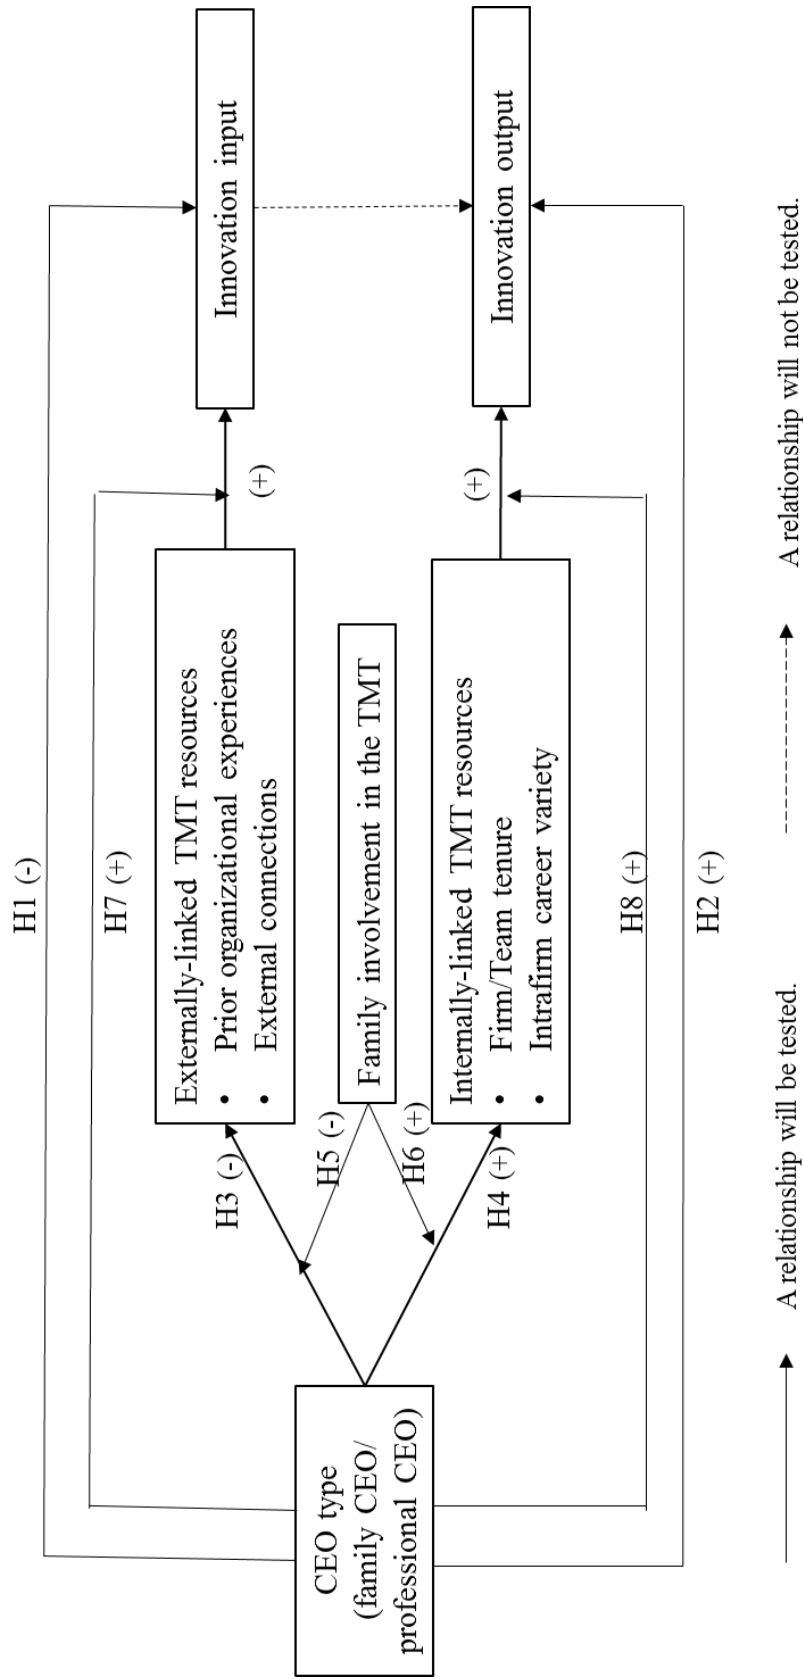 H1 (-)
H7 (+)
CEO type
(family CEO/
professional CEO)
H3 (-)
H5 (-)
H6 (+)
H4 (+)
Externally-linked TMT resources
• Prior organizational experiences
• External connections
Family involvement in the TMT
Internally-linked TMT resources
• Firm/Team tenure
• Intrafirm career variety
(+)
(+)
Innovation input
Innovation output
H8 (+)
H2 (+)
A relationship will be tested.
A relationship will not be tested.